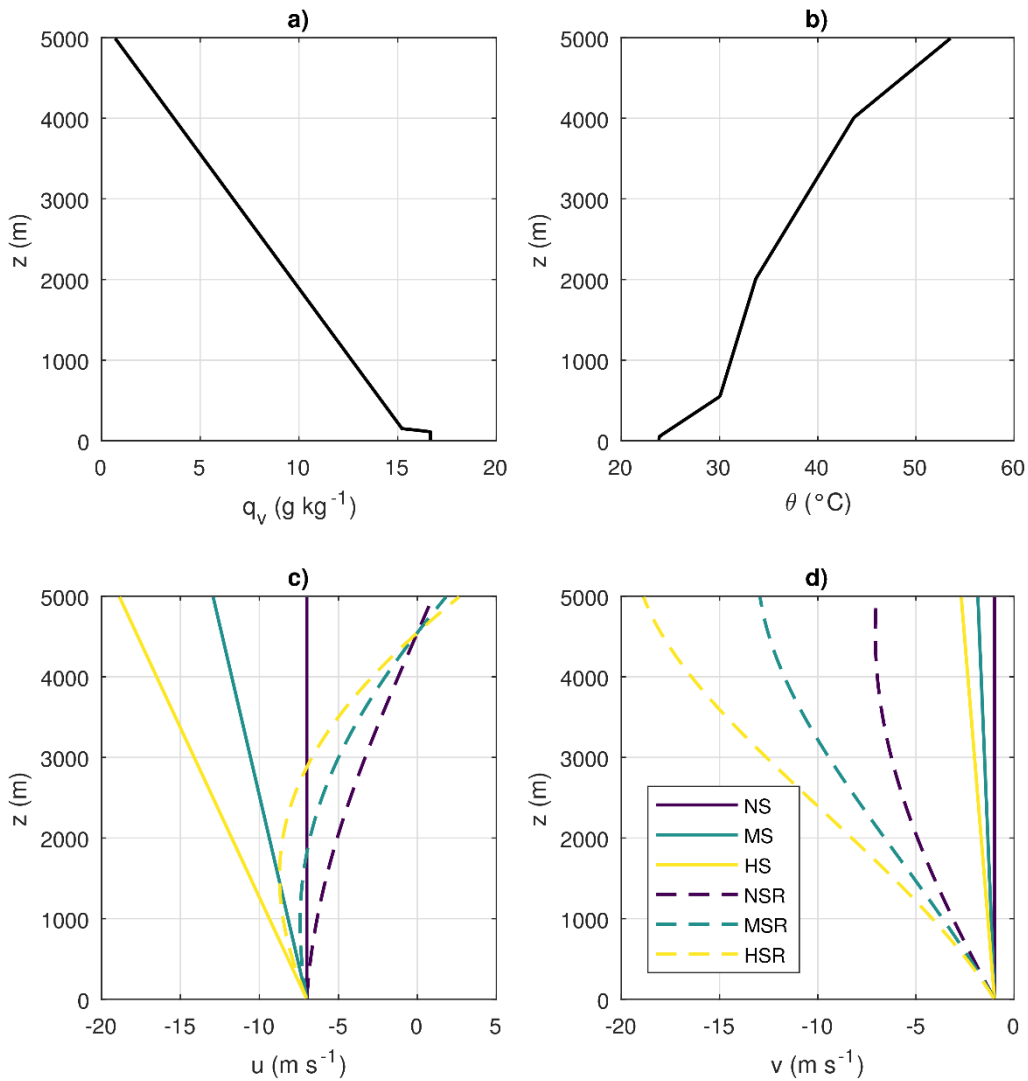 a)
5000
4000
3000
2000
1000
0
z (m)
0 5 10 15 20
q_v (g kg^-1)
b)
5000
4000
3000
2000
1000
0
z (m)
20 30 40 50 60
θ (°C)
c)
5000
4000
3000
2000
1000
0
z (m)
-20 -15 -10 -5 0 5
u (m s^-1)
d)
5000
4000
3000
2000
1000
0
z (m)
NS
MS
HS
NSR
MSR
HSR
-20 -15 -10 -5 0
v (m s^-1)